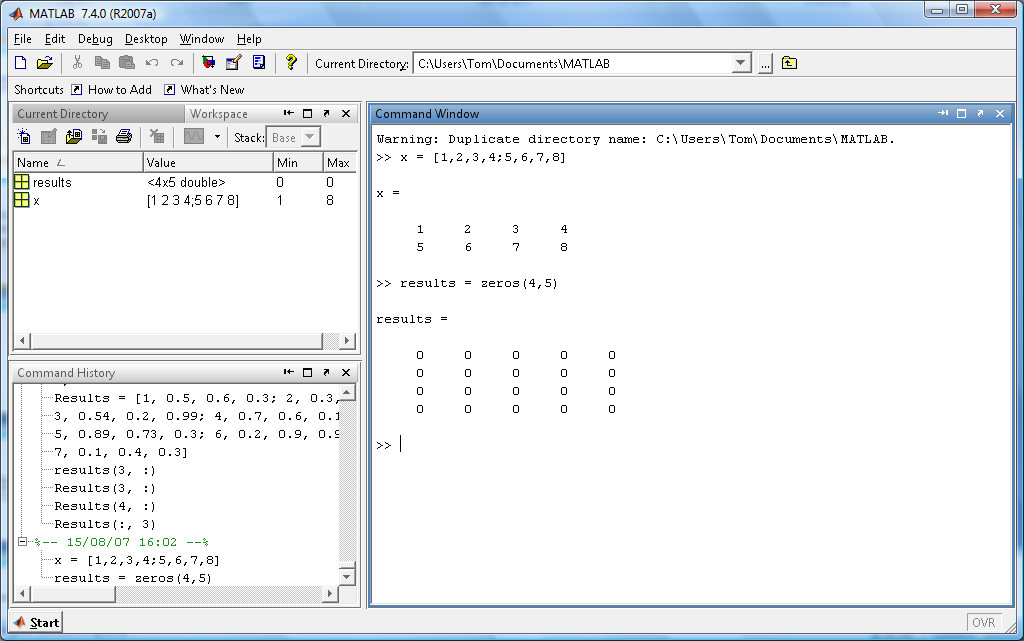 MATLAB 7.4.0 (R2007a)
File Edit Debug Desktop Window Help
Current Directory: C:\Users\Tom\Documents\MATLAB ...
Shortcuts How to Add What's New
Current Directory Workspace
Stack: Base
Name Value Min Max
results <4x5 double> 0 0
x [1 2 3 4;5 6 7 8] 1 8
Command History
Results = [1, 0.5, 0.6, 0.3; 2, 0.3,
3, 0.54, 0.2, 0.99; 4, 0.7, 0.6, 0.1
5, 0.89, 0.73, 0.3; 6, 0.2, 0.9, 0.9
7, 0.1, 0.4, 0.3]
results(3, :)
Results(3, :)
Results(4, :)
Results(:, 3)
%-- 15/08/07 16:02 --%
x = [1,2,3,4;5,6,7,8]
results = zeros(4,5)
Command Window
Warning: Duplicate directory name: C:\Users\Tom\Documents\MATLAB.
>> x = [1,2,3,4;5,6,7,8]
x =
1 2 3 4
5 6 7 8
>> results = zeros(4,5)
results =
0 0 0 0 0
0 0 0 0 0
0 0 0 0 0
0 0 0 0 0
>>
Start
OVR